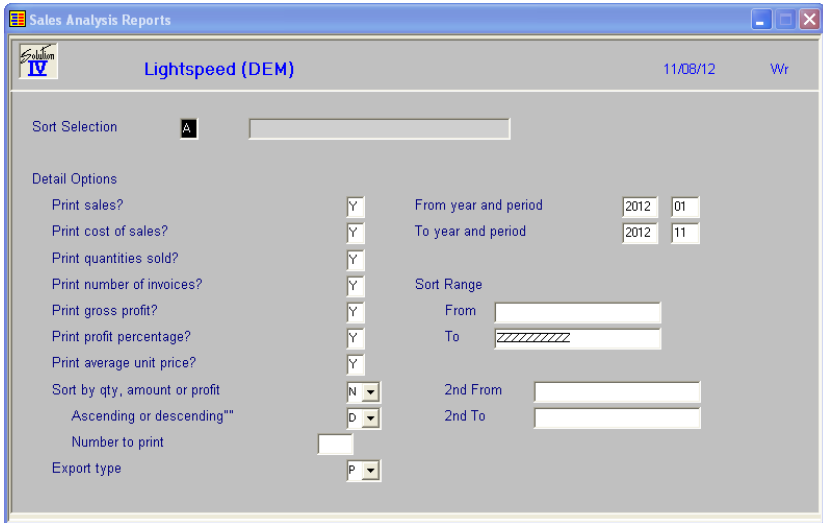 Sales Analysis Reports
Solution
IV
Lightspeed (DEM) 11/08/12 Wr
Sort Selection A
Detail Options
Print sales? Y From year and period 2012 01
Print cost of sales? Y To year and period 2012 11
Print quantities sold? Y
Print number of invoices? Y Sort Range
Print gross profit? Y From
Print profit percentage? Y To ZZZZZZZZZZ
Print average unit price? Y
Sort by qty, amount or profit N 2nd From
Ascending or descending"" D 2nd To
Number to print
Export type P